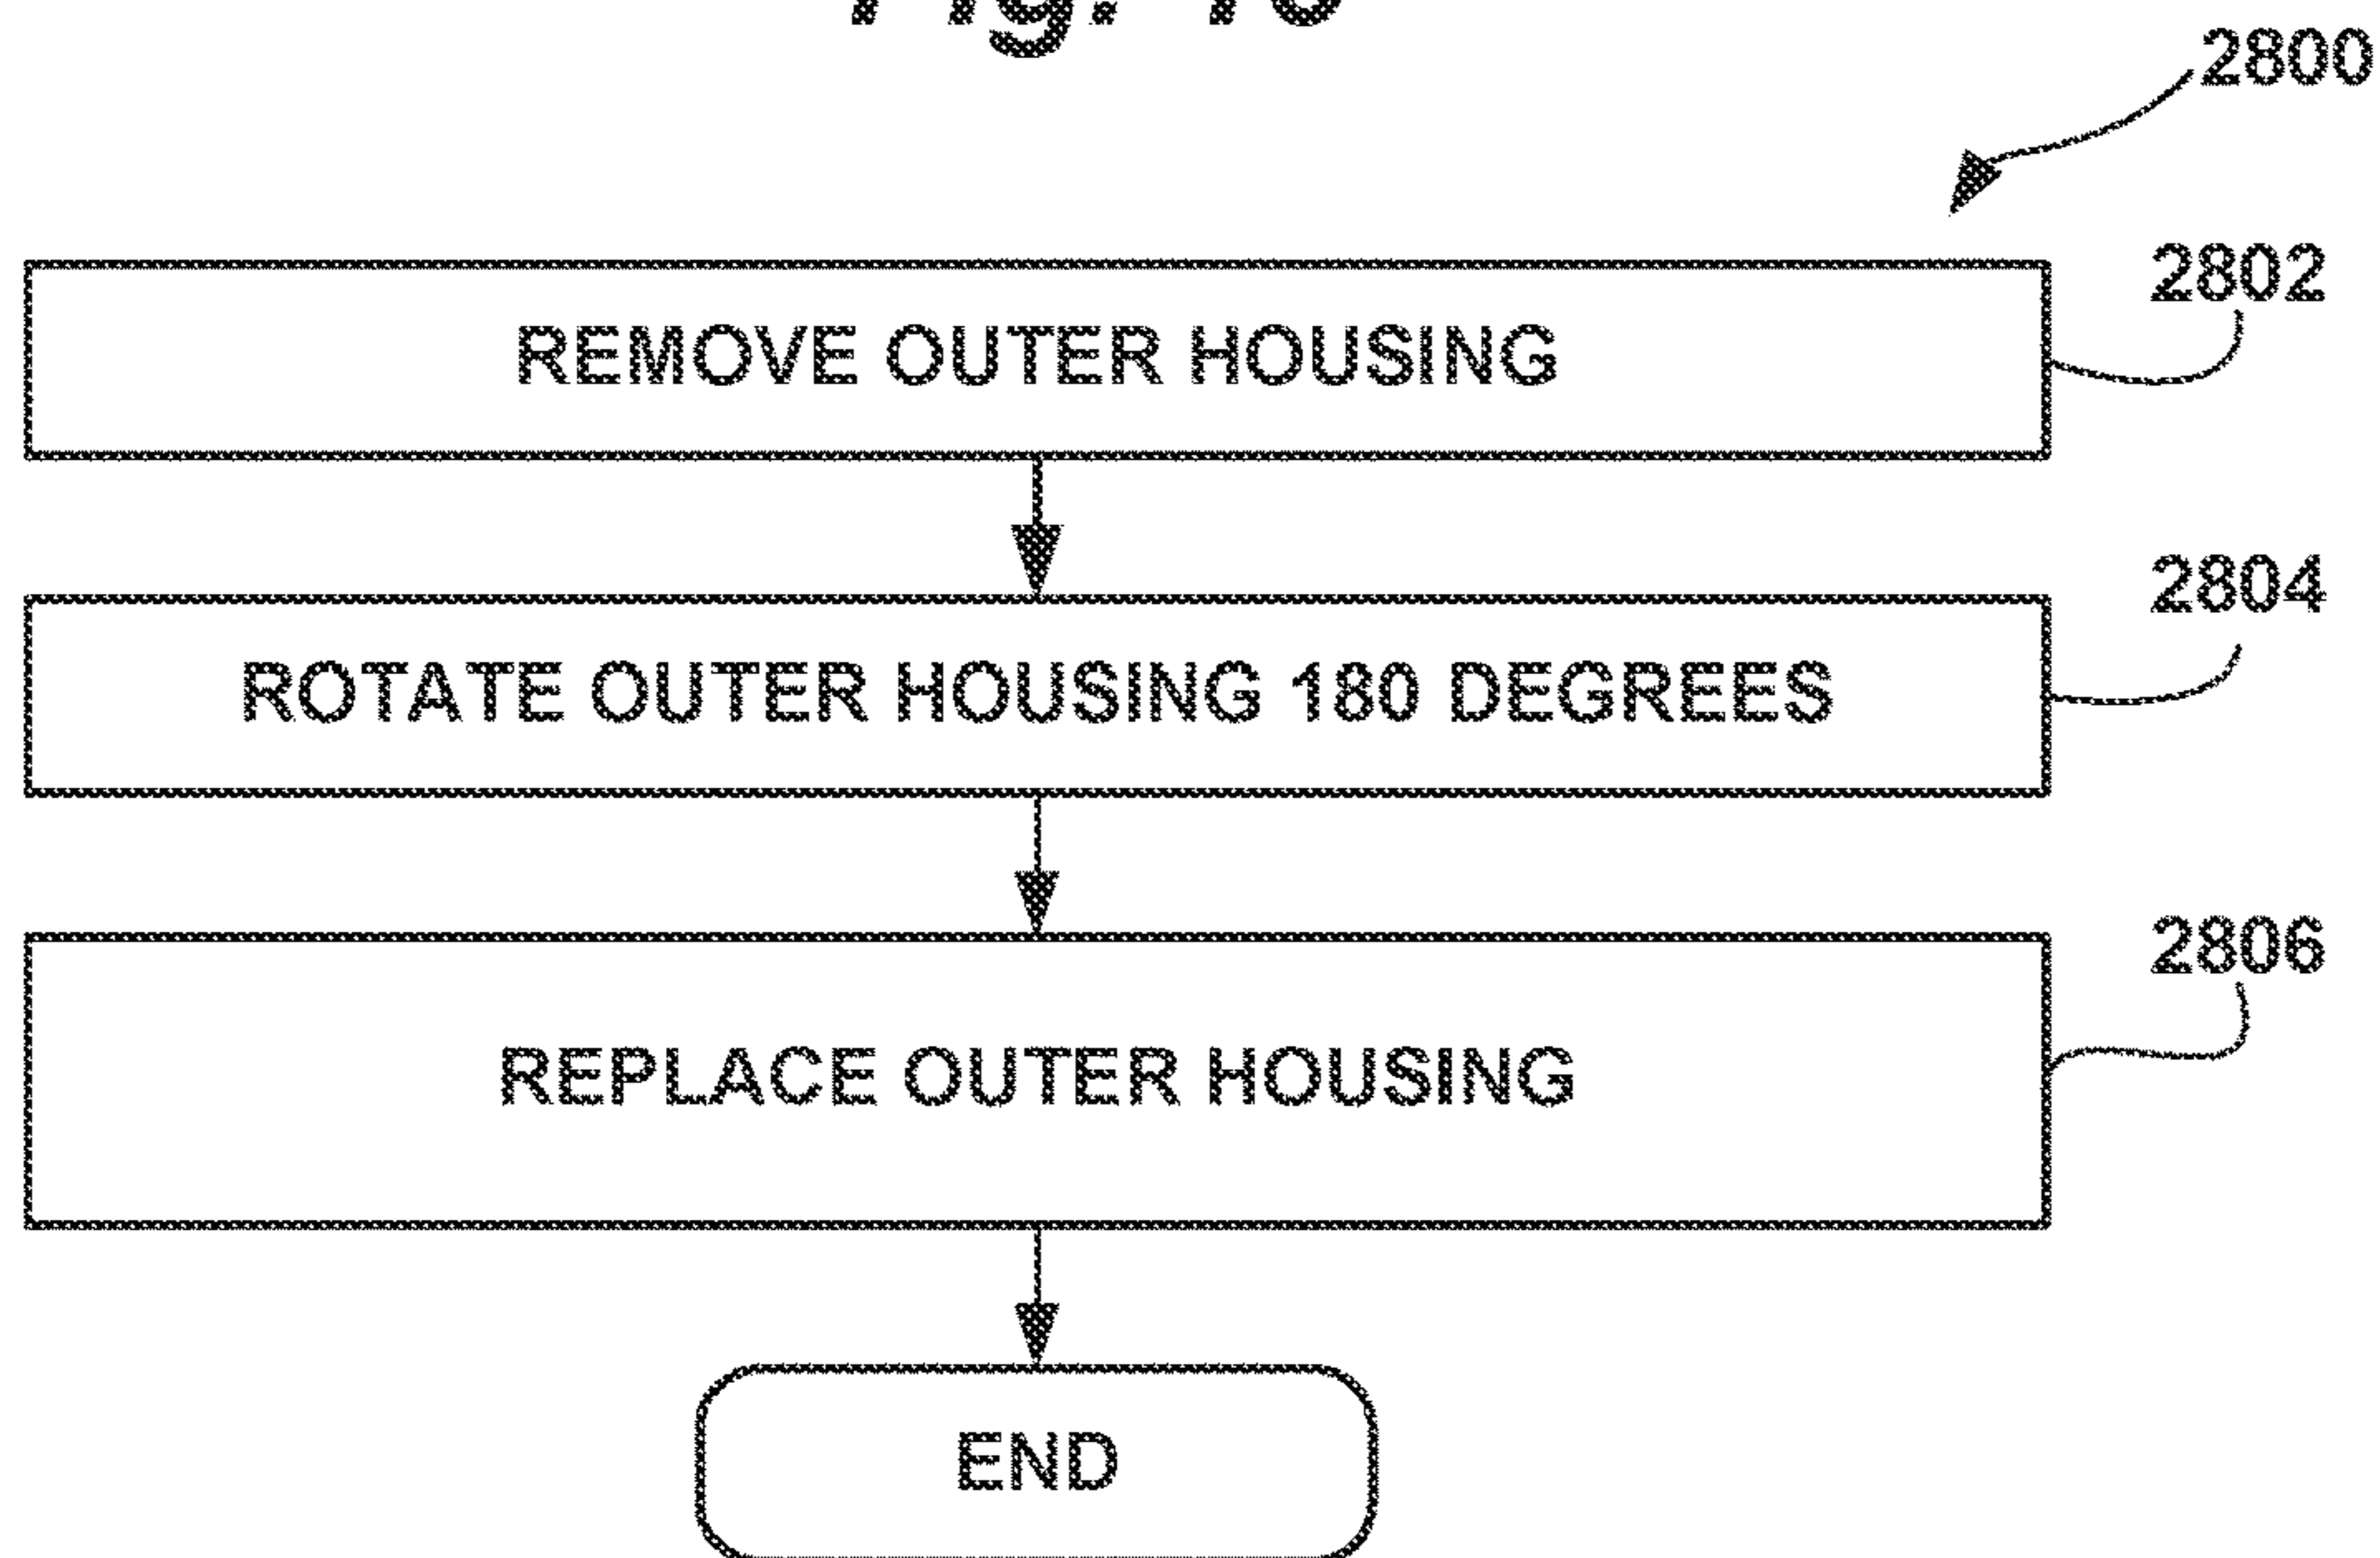 2800
2802
REMOVE OUTER HOUSING
2804
ROTATE OUTER HOUSING 180 DEGREES
2806
REPLACE OUTER HOUSING
END